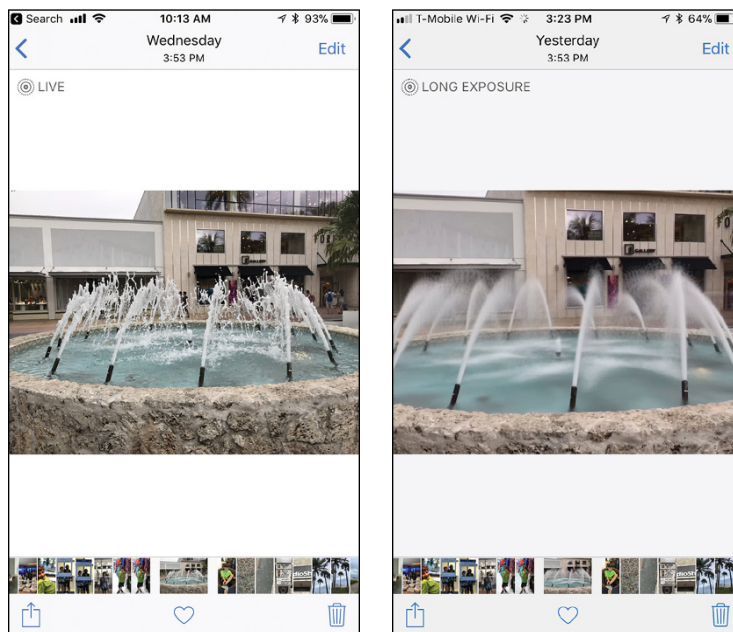 Search 10:13 AM 93%
Wednesday
3:53 PM
Edit
LIVE
T-Mobile Wi-Fi 3:23 PM 64%
Yesterday
3:53 PM
Edit
LONG EXPOSURE
GALLERY